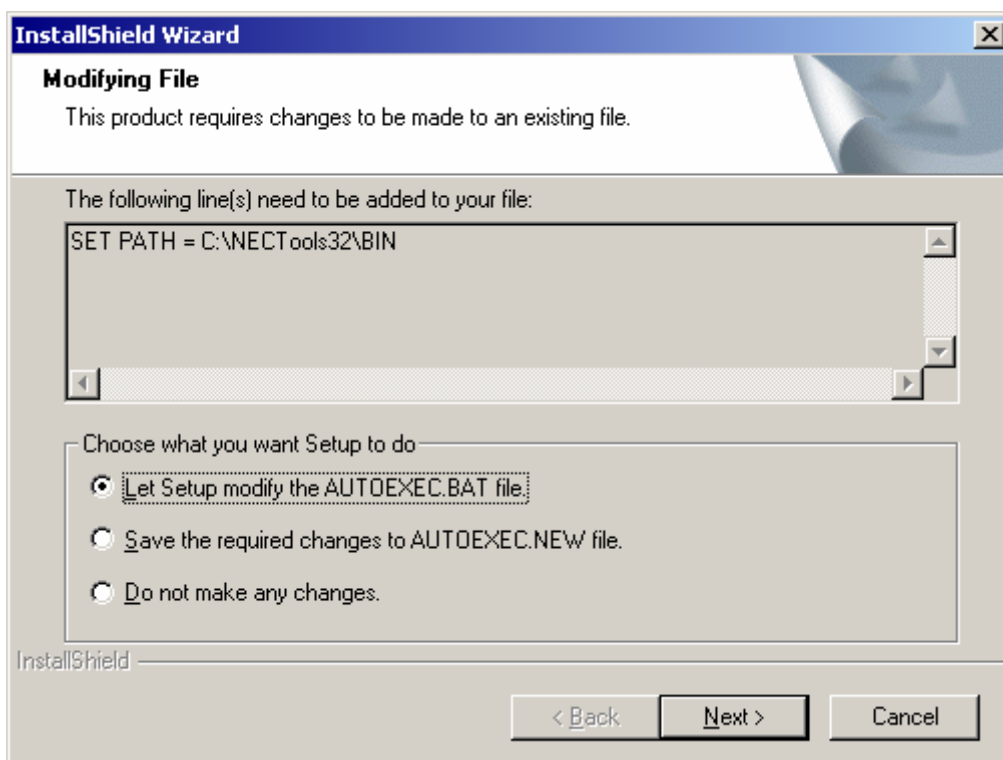 InstallShield Wizard
Modifying File
This product requires changes to be made to an existing file.
The following line(s) need to be added to your file:
SET PATH = C:\NECTools32\BIN
Choose what you want Setup to do
Let Setup modify the AUTOEXEC.BAT file.
Save the required changes to AUTOEXEC.NEW file.
Do not make any changes.
InstallShield
< Back Next > Cancel